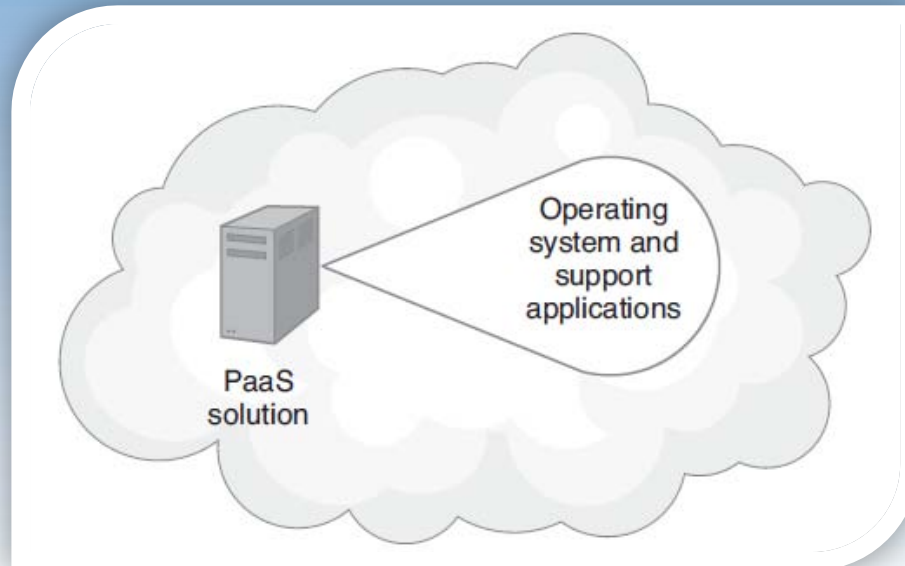 Operating
system and
support
applications
PaaS
solution